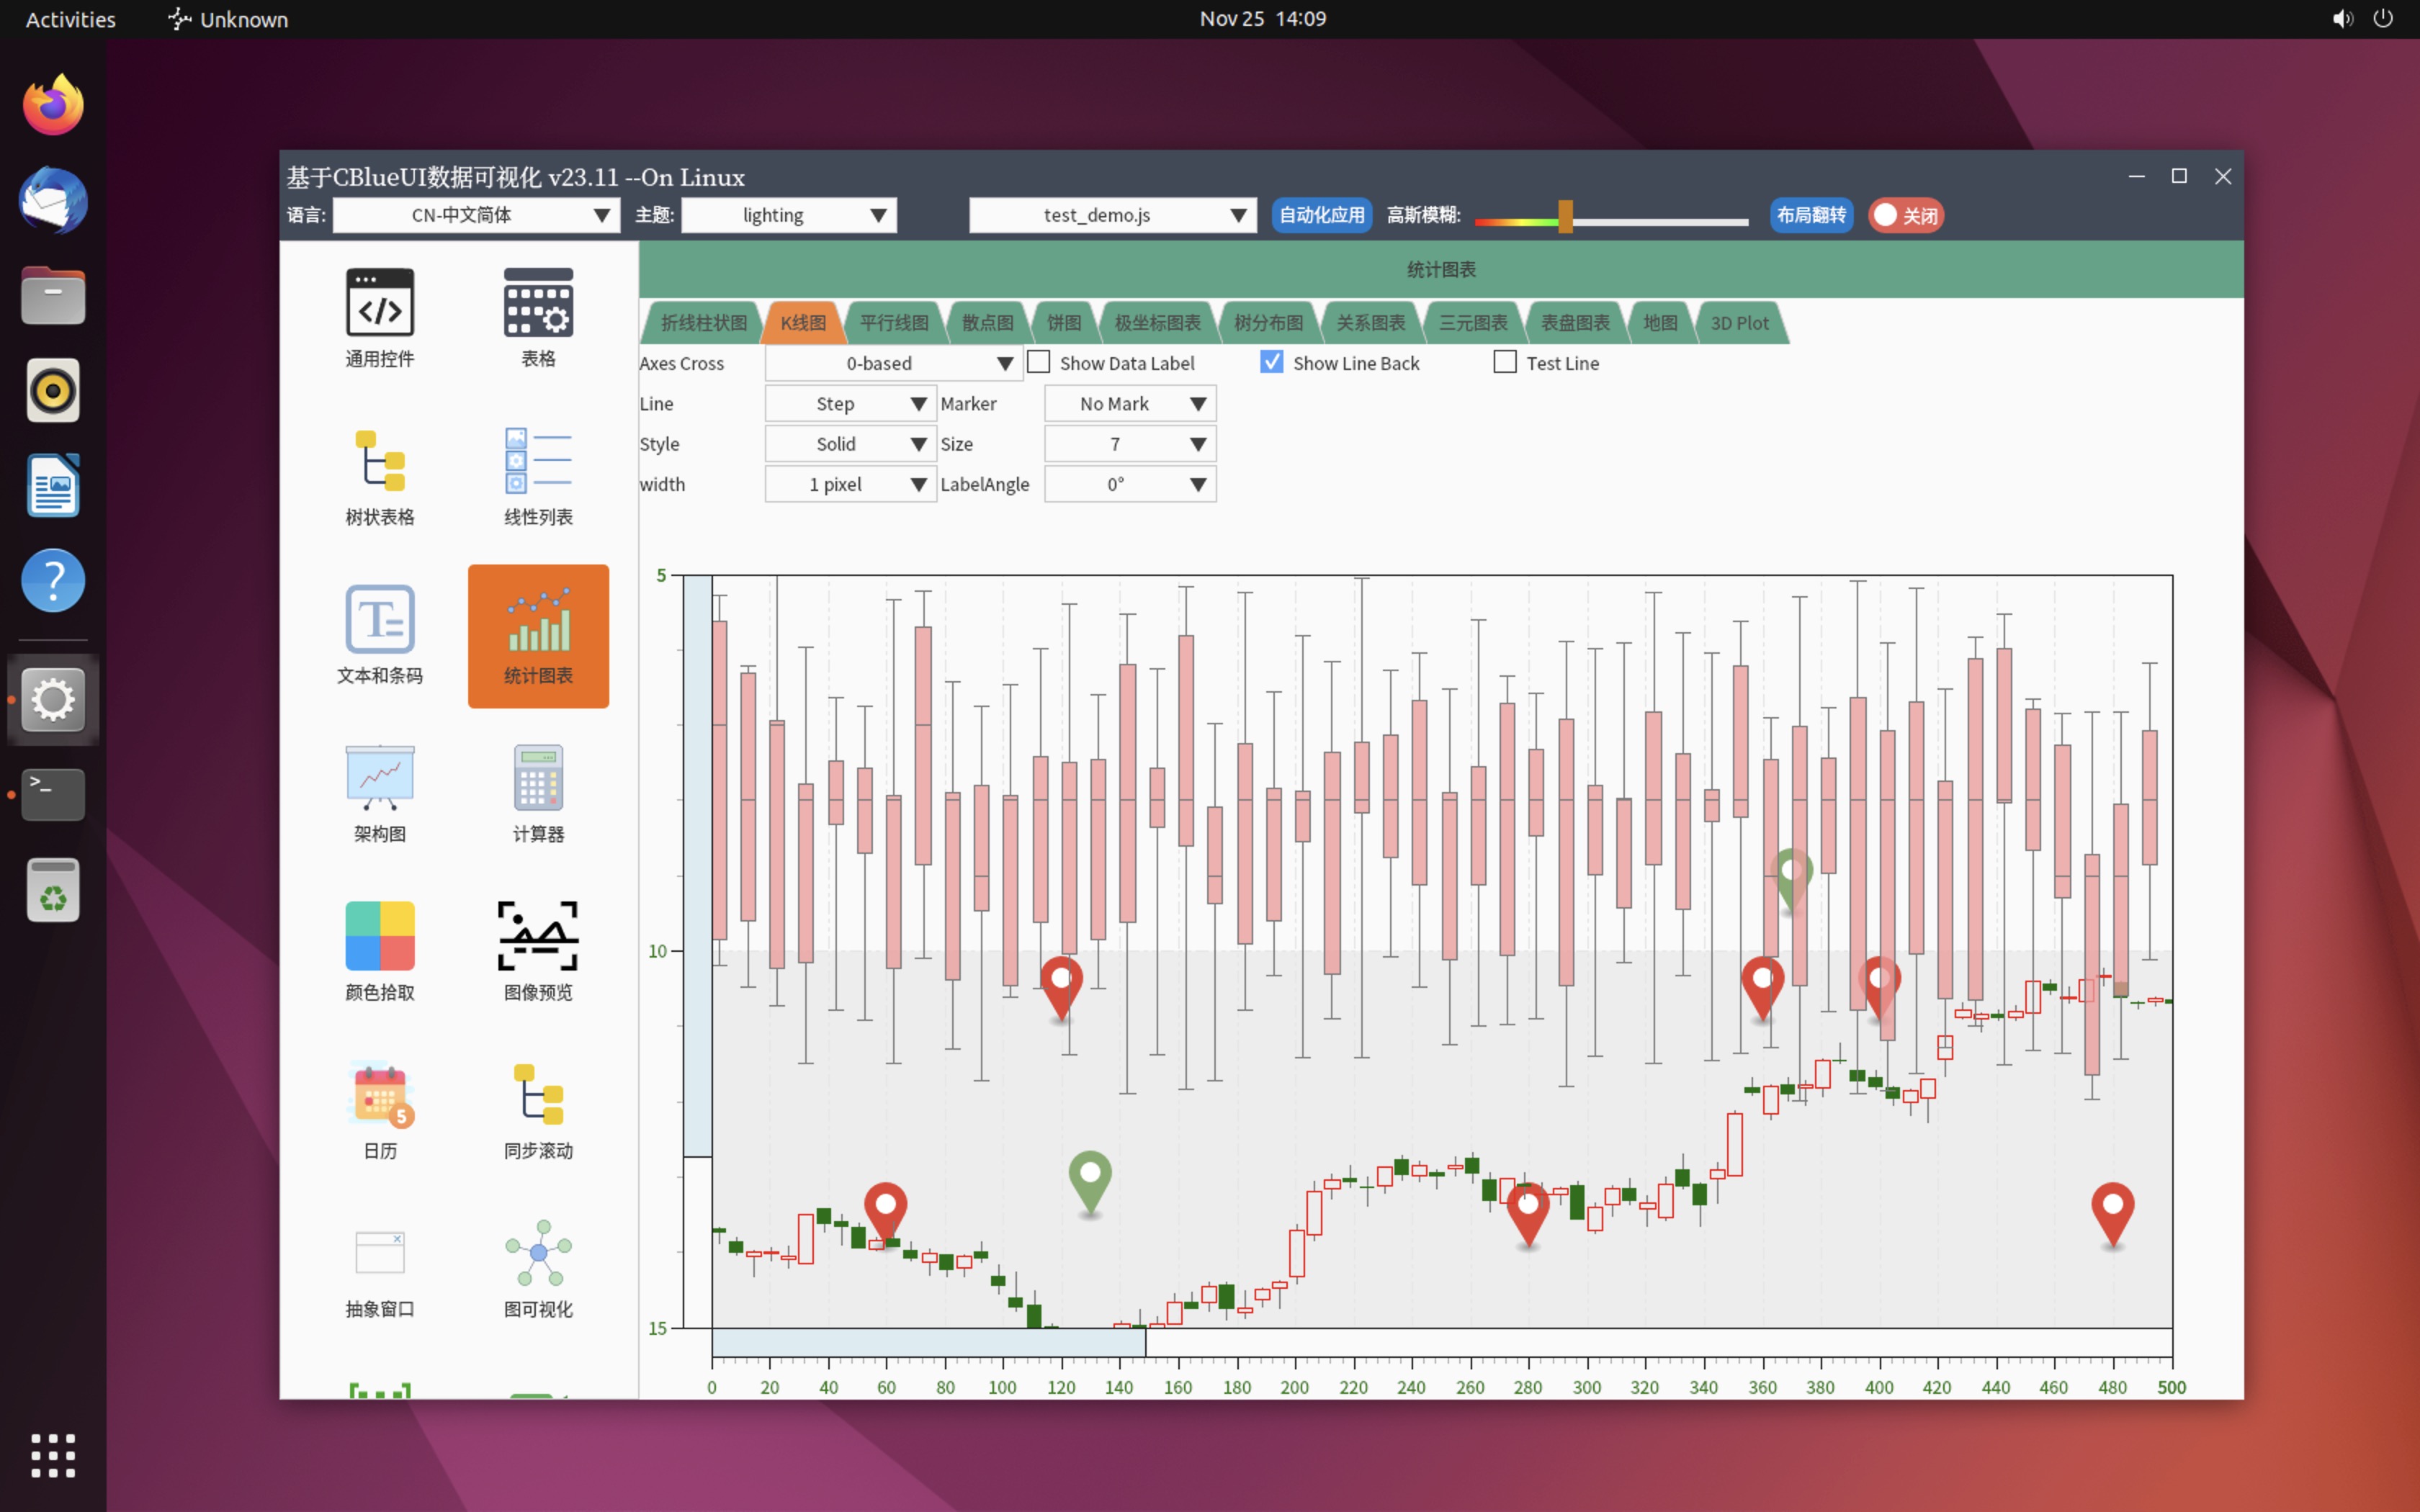 Activities Unknown Nov 25 14:09
基于CBlueUI数据可视化 v23.11 --On Linux
语言: CN-中文简体 主题: lighting test_demo.js 自动化应用 高斯模糊: 布局翻转 关闭
统计图表
通用控件 表格
树状表格 线性列表
文本和条码 统计图表
架构图 计算器
颜色拾取 图像预览
5
日历 同步滚动
抽象窗口 图可视化
折线柱状图 K线图 平行线图 散点图 饼图 极坐标图表 树分布图 关系图表 三元图表 表盘图表 地图 3D Plot
Axes Cross 0-based Show Data Label Show Line Back Test Line
Line Step Marker No Mark
Style Solid Size 7
width 1 pixel LabelAngle 0°
5
10
15
0 20 40 60 80 100 120 140 160 180 200 220 240 260 280 300 320 340 360 380 400 420 440 460 480 500